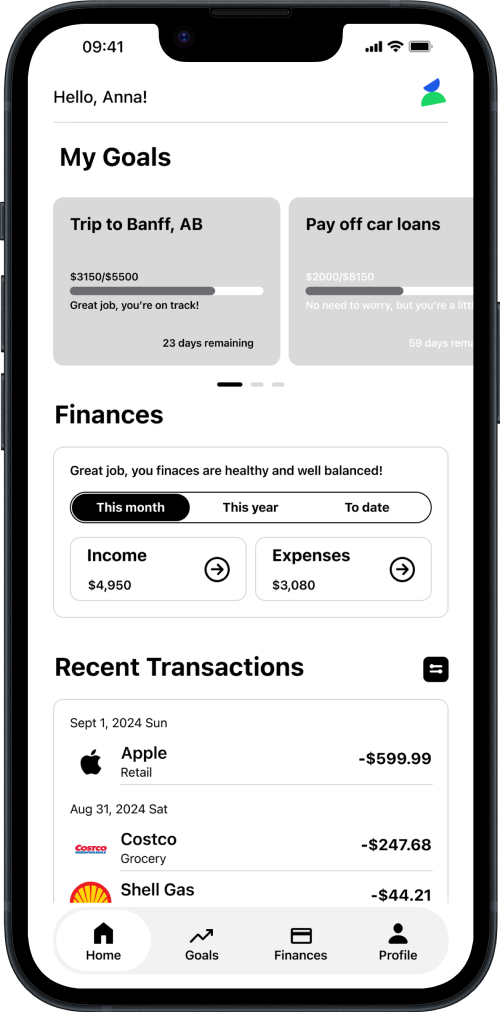 09:41
Hello, Anna!
My Goals
Trip to Banff, AB
$3150/$5500
Great job, you're on track!
23 days remaining
Pay off car loans
$2000/$8150
No need to worry, but you're a
59 days
Finances
Great job, you finaces are healthy and well balanced!
This month This year To date
Income
$4,950
Expenses
$3,080
Recent Transactions
Sept 1, 2024 Sun
Apple -$599.99
Retail
Aug 31, 2024 Sat
COSTCO
Costco -$247.68
Grocery
Shell Gas -$44.21
Home Goals Finances Profile